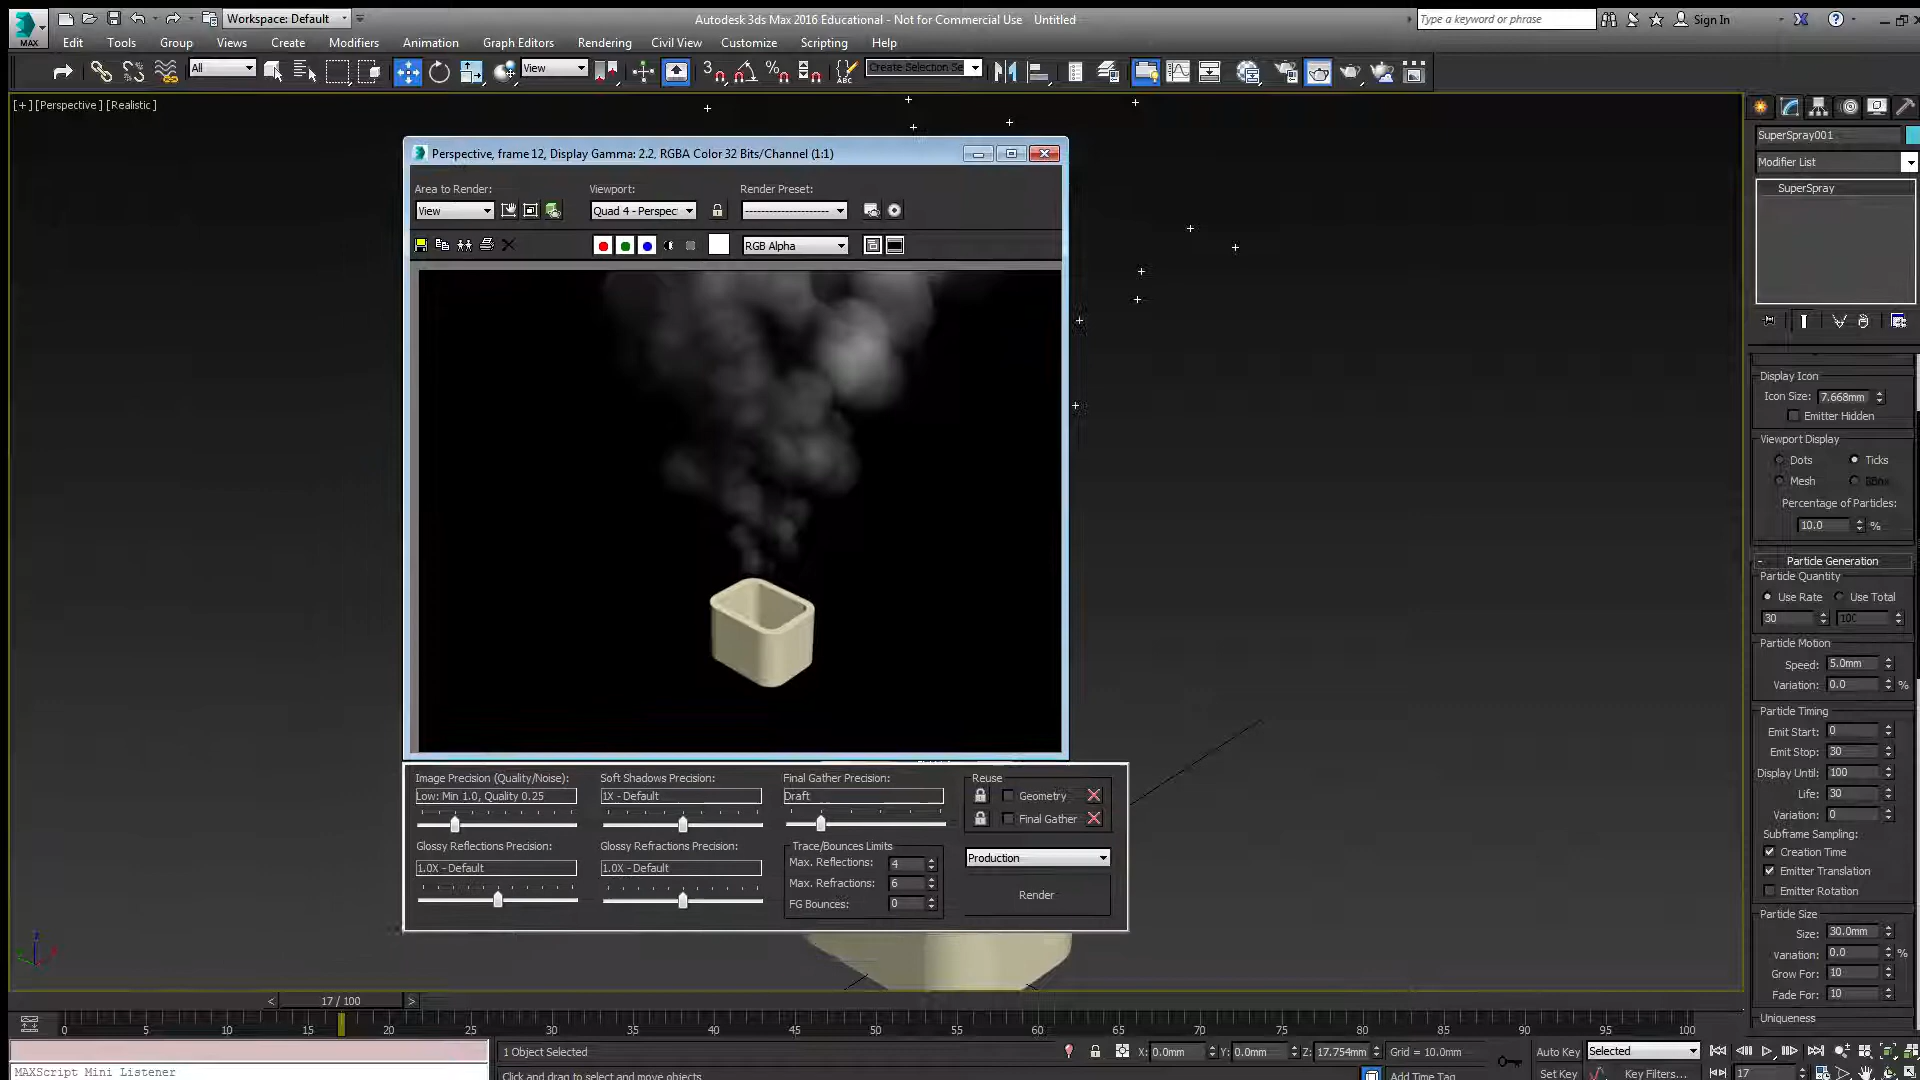 Workspace: Default
Autodesk 3ds Max 2016 Educational - Not for Commercial Use    Untitled
Type a keyword or phrase
Sign In
MAX
Edit Tools Group Views Create Modifiers Animation Graph Editors Rendering Civil View Customize Scripting Help
All
View
3
Create Selection Se
ABC
[+] [Perspective] [Realistic]
Perspective, frame 12, Display Gamma: 2.2, RGBA Color 32 Bits/Channel (1:1)
Area to Render:
View
Viewport:
Quad 4 - Perspec
Render Preset:
RGB Alpha
Image Precision (Quality/Noise):
Low: Min 1.0, Quality 0.25
Soft Shadows Precision:
1X - Default
Final Gather Precision:
Draft
Glossy Reflections Precision:
1.0X - Default
Glossy Refractions Precision:
1.0X - Default
Trace/Bounces Limits
Max. Reflections: 4
Max. Refractions: 6
FG Bounces: 0
Reuse
Geometry
Final Gather
Production
Render
SuperSpray001
Modifier List
SuperSpray
Display Icon
Icon Size: 7.668mm
Emitter Hidden
Viewport Display
Dots Ticks
Mesh BBox
Percentage of Particles:
10.0 %
- Particle Generation
Particle Quantity
Use Rate Use Total
30 100
Particle Motion
Speed: 5.0mm
Variation: 0.0 %
Particle Timing
Emit Start: 0
Emit Stop: 30
Display Until: 100
Life: 30
Variation: 0
Subframe Sampling:
Creation Time
Emitter Translation
Emitter Rotation
Particle Size
Size: 30.0mm
Variation: 0.0 %
Grow For: 10
Fade For: 10
Uniqueness
< 17 / 100 >
0 5 10 15 20 25 30 35 40 45 50 55 60 65 70 75 80 85 90 95 100
1 Object Selected
X: 0.0mm Y: 0.0mm Z: 17.754mm Grid = 10.0mm
Auto Key Selected
MAXScript Mini Listener
Click and drag to select and move objects
Add Time Tag
Set Key Key Filters... 17